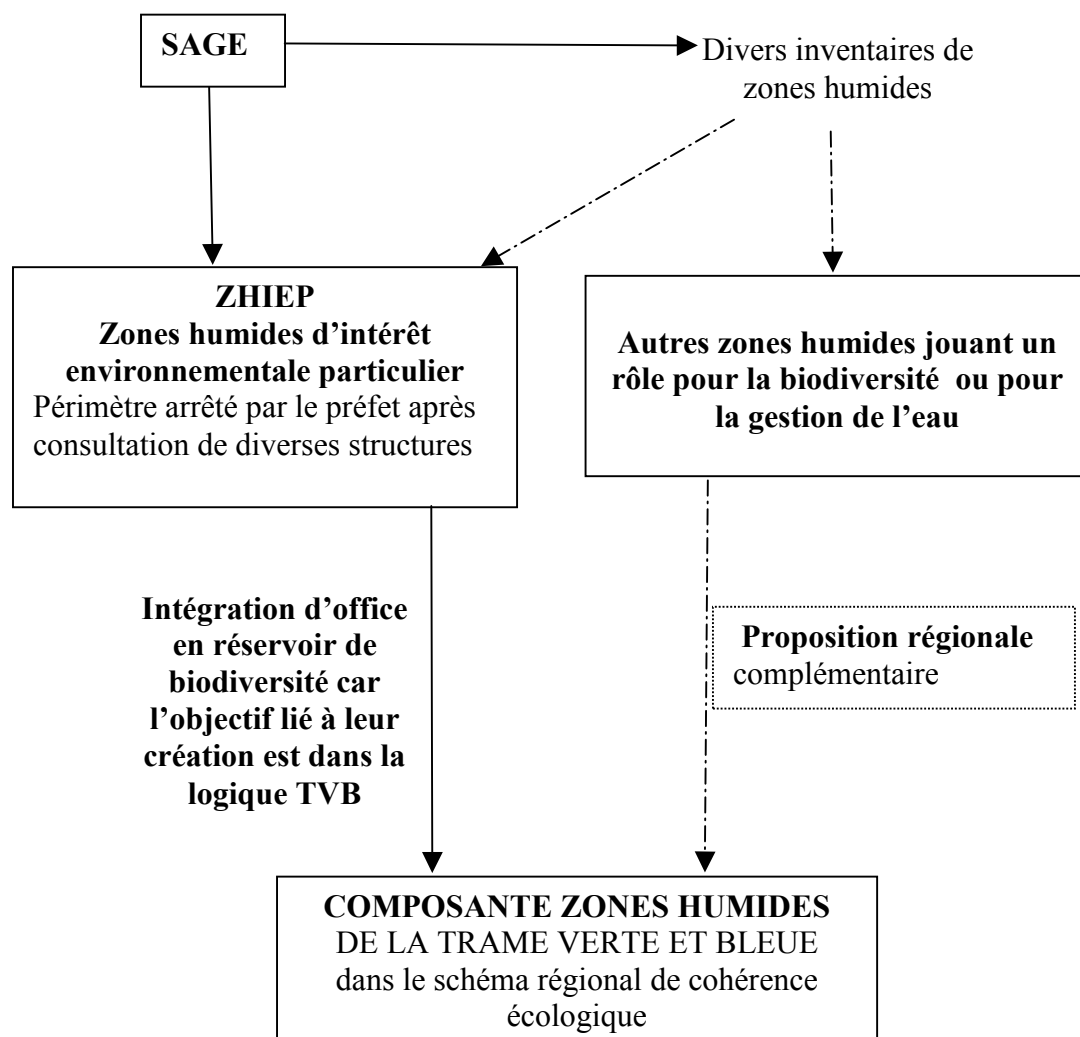 SAGE
Divers inventaires de
zones humides
ZHIEP
Zones humides d’intérêt
environnementale particulier
Périmètre arrêté par le préfet après
consultation de diverses structures
Autres zones humides jouant un
rôle pour la biodiversité ou pour
la gestion de l’eau
Intégration d’office
en réservoir de
biodiversité car
l’objectif lié à leur
création est dans la
logique TVB
Proposition régionale
complémentaire
COMPOSANTE ZONES HUMIDES
DE LA TRAME VERTE ET BLEUE
dans le schéma régional de cohérence
écologique